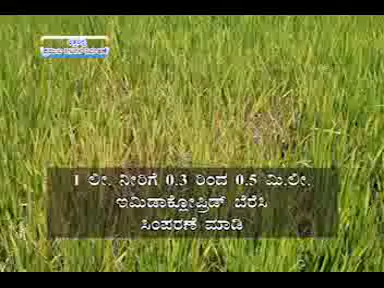 1 ಲೀ. ನೀರಿಗೆ 0.3 ರಿಂದ 0.5 ಮಿ.ಲೀ.
ಇಮಿಡಾಕ್ಲೋಪ್ರಿಡ್ ಬೆರೆಸಿ
ಸಿಂಪರಣೆ ಮಾಡಿ